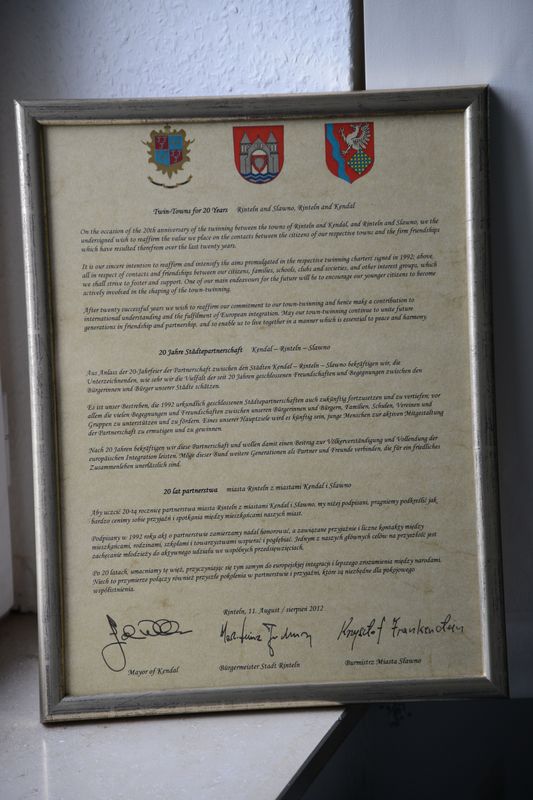 Twin-Towns for 20 Years Rinteln and Slawno, Rinteln and Kendal
On the occasion of the 20th anniversary of the twinning between the towns of Rinteln and Kendal, and Rinteln and Slawno, we the
undersigned wish to reaffirm the value we place on the contacts between the citizens of our respective towns and the firm friendships
which have resulted therefrom over the last twenty years.
It is our sincere intention to reaffirm and intensify the aims promulgated in the respective twinning charters signed in 1992; above
all in respect of contacts and friendships between our citizens, families, schools, clubs and societies, and other interest groups, which
we shall strive to foster and support. One of our main endeavours for the future will be to encourage our younger citizens to become
actively involved in the shaping of the town-twinning.
After twenty successful years we wish to reaffirm our commitment to our town-twinning and hence make a contribution to
international understanding and the fulfilment of European integration. May our town-twinning continue to unite future
generations in friendship and partnership, and so enable us to live together in a manner which is essential to peace and harmony.
20 Jahre Städtepartnerschaft Kendal – Rinteln – Slawno
Aus Anlass der 20-Jahrfeier der Partnerschaft zwischen den Städten Kendal – Rinteln – Slawno bekräftigen wir, die
Unterzeichnenden, wie sehr wir die Vielfalt der seit 20 Jahren geschlossenen Freundschaften und Begegnungen zwischen den
Bürgerinnen und Bürger unserer Städte schätzen.
Es ist unser Bestreben, die 1992 urkundlich geschlossenen Städtepartnerschaften auch zukünftig fortzusetzen und zu vertiefen; vor
allem die vielen Begegnungen und Freundschaften zwischen unseren Bürgerinnen und Bürgern, Familien, Schulen, Vereinen und
Gruppen zu unterstützen und zu fördern. Eines unserer Hauptziele wird es künftig sein, junge Menschen zur aktiven Mitgestaltung
der Partnerschaft zu ermutigen und zu gewinnen.
Nach 20 Jahren bekräftigen wir diese Partnerschaft und wollen damit einen Beitrag zur Völkerverständigung und Vollendung der
europäischen Integration leisten. Möge dieser Bund weitere Generationen als Partner und Freunde verbinden, die für ein friedliches
Zusammenleben unerlässlich sind.
20 lat partnerstwa miasta Rinteln z miastami Kendal i Slawno
Aby uczcić 20-tą rocznicę partnerstwa miasta Rinteln z miastami Kendal i Slawno, my niżej podpisani, pragniemy podkreślić jak
bardzo cenimy sobie przyjaźń i spotkania między mieszkańcami naszych miast.
Podpisany w 1992 roku akt o partnerstwie zamierzamy nadal honorować, a zawiązane przyjaźnie i liczne kontakty między
mieszkańcami, rodzinami, szkołami i towarzystwami wspierać i pogłębiać. Jednym z naszych głównych celów na przyszłość jest
zachęcanie młodzieży do aktywnego udziału we wspólnych przedsięwzięciach.
Po 20 latach, umacniamy tę więź, przyczyniając się tym samym do europejskiej integracji i lepszego zrozumienia między narodami.
Niech to przymierze połączy również przyszłe pokolenia w partnerstwie i przyjaźni, które są niezbędne dla pokojowego
współistnienia.
Rinteln, 11. August / sierpień 2012
Krzysztof Frankenstein
Mayor of Kendal Bürgermeister Stadt Rinteln Burmistrz Miasta Slawno